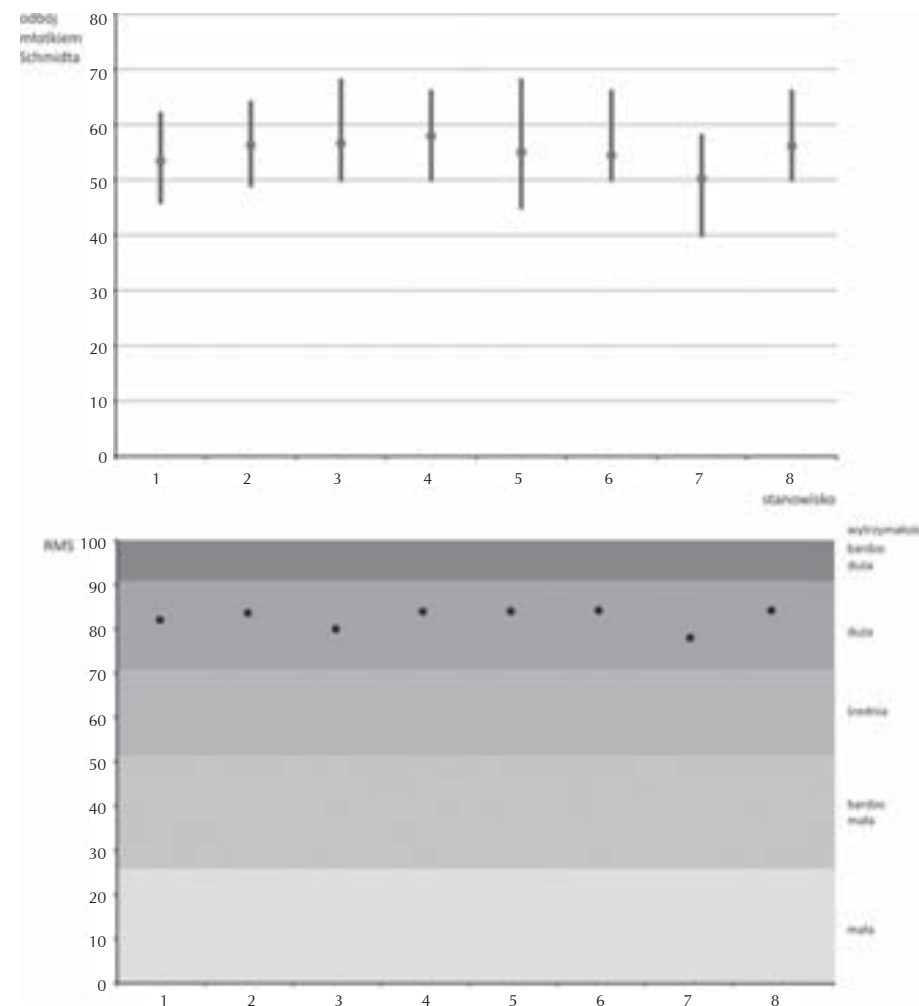 odbój
młotkiem
Schmidta
80
70
60
50
40
30
20
10
0
1 2 3 4 5 6 7 8
stanowisko
RMS 100
90
80
70
60
50
40
30
20
10
0
1 2 3 4 5 6 7 8
wytrzymałość
bardzo
duża
duża
średnia
bardzo
mała
mała